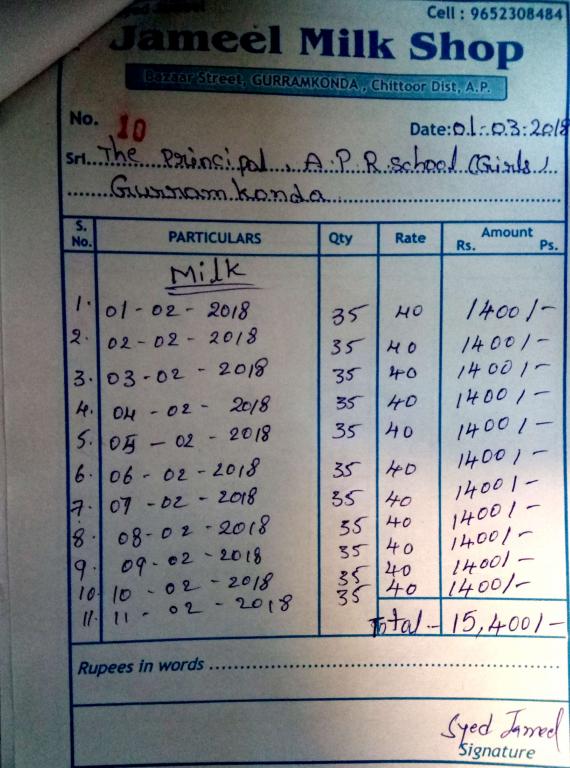 Cell : 9652308484
Jameel Milk Shop
Bazaar Street, GURRAMKONDA, Chittoor Dist, A.P.
No. 10
Date:01-03-2018
Sri...The Principal, A.P.R. school (Girls)
Gurramkonda
S. No. PARTICULARS Qty Rate Amount Rs. Ps.
Milk
1. 01-02-2018 35 40 1400/-
2. 02-02-2018 35 40 1400/-
3. 03-02-2018 35 40 1400/-
4. 04-02-2018 35 40 1400/-
5. 05-02-2018 35 40 1400/-
6. 06-02-2018 35 40 1400/-
7. 07-02-2018 35 40 1400/-
8. 08-02-2018 35 40 1400/-
9. 09-02-2018 35 40 1400/-
10. 10-02-2018 35 40 1400/-
11. 11-02-2018 35 40 1400/-
Total- 15,400/-
Rupees in words
Syed Jameel
Signature